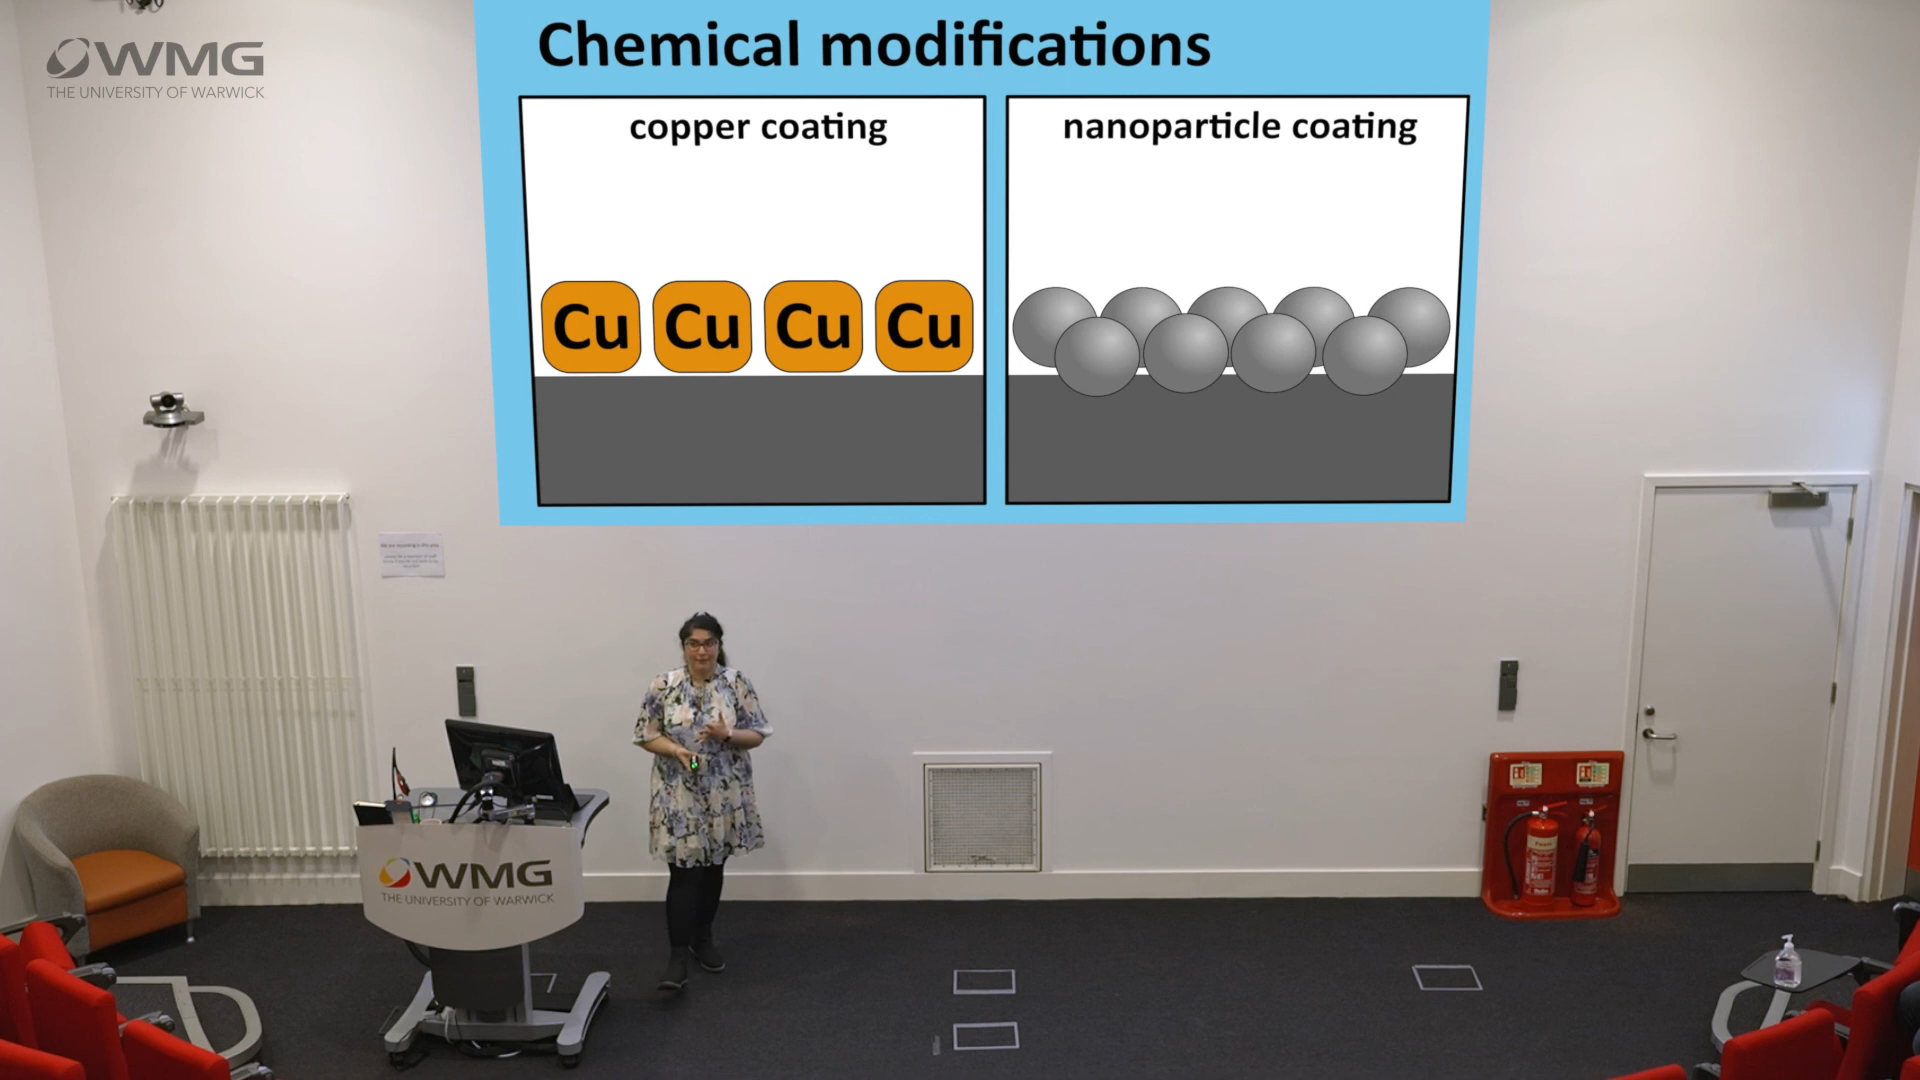 WMG
THE UNIVERSITY OF WARWICK
Chemical modifications
copper coating
nanoparticle coating
Cu Cu Cu Cu
WMG
THE UNIVERSITY OF WARWICK